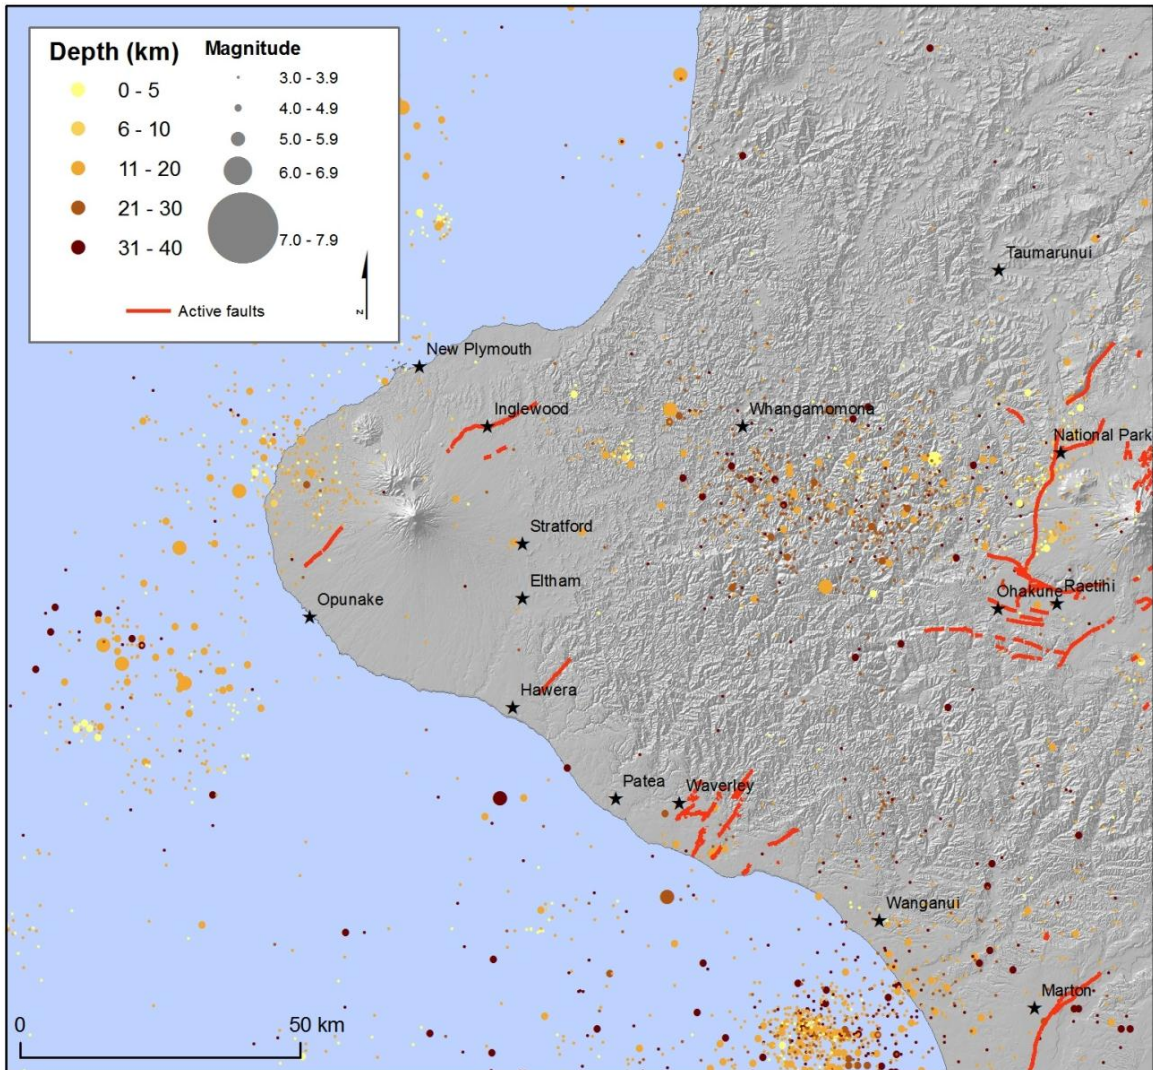 Depth (km)
Magnitude
0 - 5
6 - 10
11 - 20
21 - 30
31 - 40
3.0 - 3.9
4.0 - 4.9
5.0 - 5.9
6.0 - 6.9
7.0 - 7.9
Active faults
z
Taumarunui
New Plymouth
Inglewood
Whangamomona
National Park
Stratford
Eltham
Ohakune
Raetihi
Opunake
Hawera
Patea
Waverley
Wanganui
Marton
0
50 km